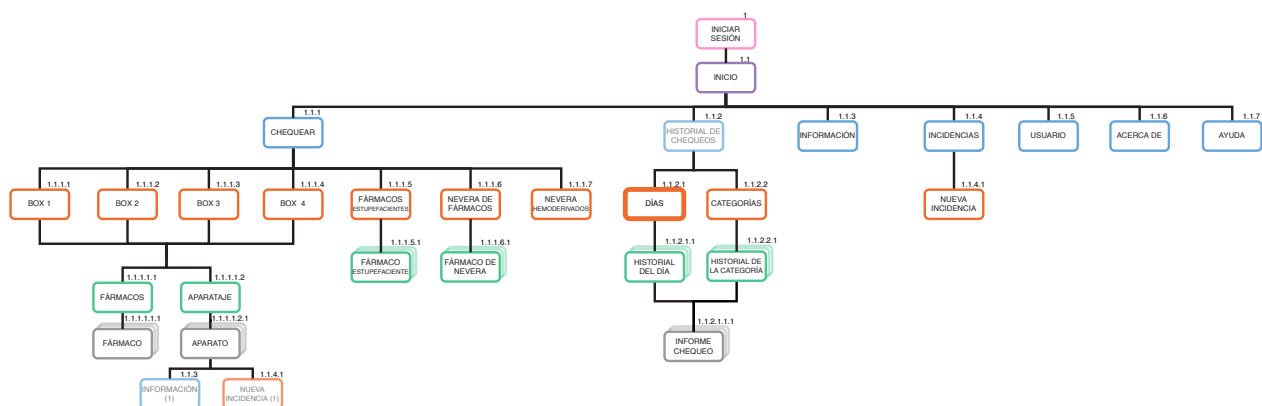 1
INICIAR
SESIÓN
1.1
INICIO
1.1.1
CHEQUEAR
1.1.2
HISTORIAL DE
CHEQUEOS
1.1.3
INFORMACIÓN
1.1.4
INCIDENCIAS
1.1.5
USUARIO
1.1.6
ACERCA DE
1.1.7
AYUDA
1.1.1.1
BOX 1
1.1.1.2
BOX 2
1.1.1.3
BOX 3
1.1.1.4
BOX 4
1.1.1.5
FÁRMACOS
ESTUPEFACIENTES
1.1.1.6
NEVERA DE
FÁRMACOS
1.1.1.7
NEVERA
HEMODERIVADOS
1.1.2.1
DÍAS
1.1.2.2
CATEGORÍAS
1.1.4.1
NUEVA
INCIDENCIA
1.1.1.5.1
FÁRMACO
ESTUPEFACIENTE
1.1.1.6.1
FÁRMACO DE
NEVERA
1.1.2.1.1
HISTORIAL
DEL DÍA
1.1.2.2.1
HISTORIAL DE
LA CATEGORÍA
1.1.1.1.1
FÁRMACOS
1.1.1.1.2
APARATAJE
1.1.1.1.1.1
FÁRMACO
1.1.1.1.2.1
APARATO
1.1.2.1.1.1
INFORME
CHEQUEO
1.1.3
INFORMACIÓN
(1)
1.1.4.1
NUEVA
INCIDENCIA (1)